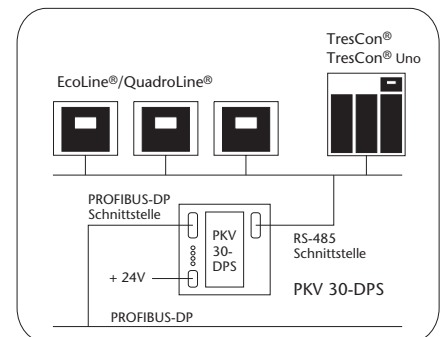 TresCon®
TresCon® Uno
EcoLine®/QuadroLine®
PROFIBUS-DP
Schnittstelle
PKV
30-
DPS
RS-485
Schnittstelle
+ 24V
PKV 30-DPS
PROFIBUS-DP